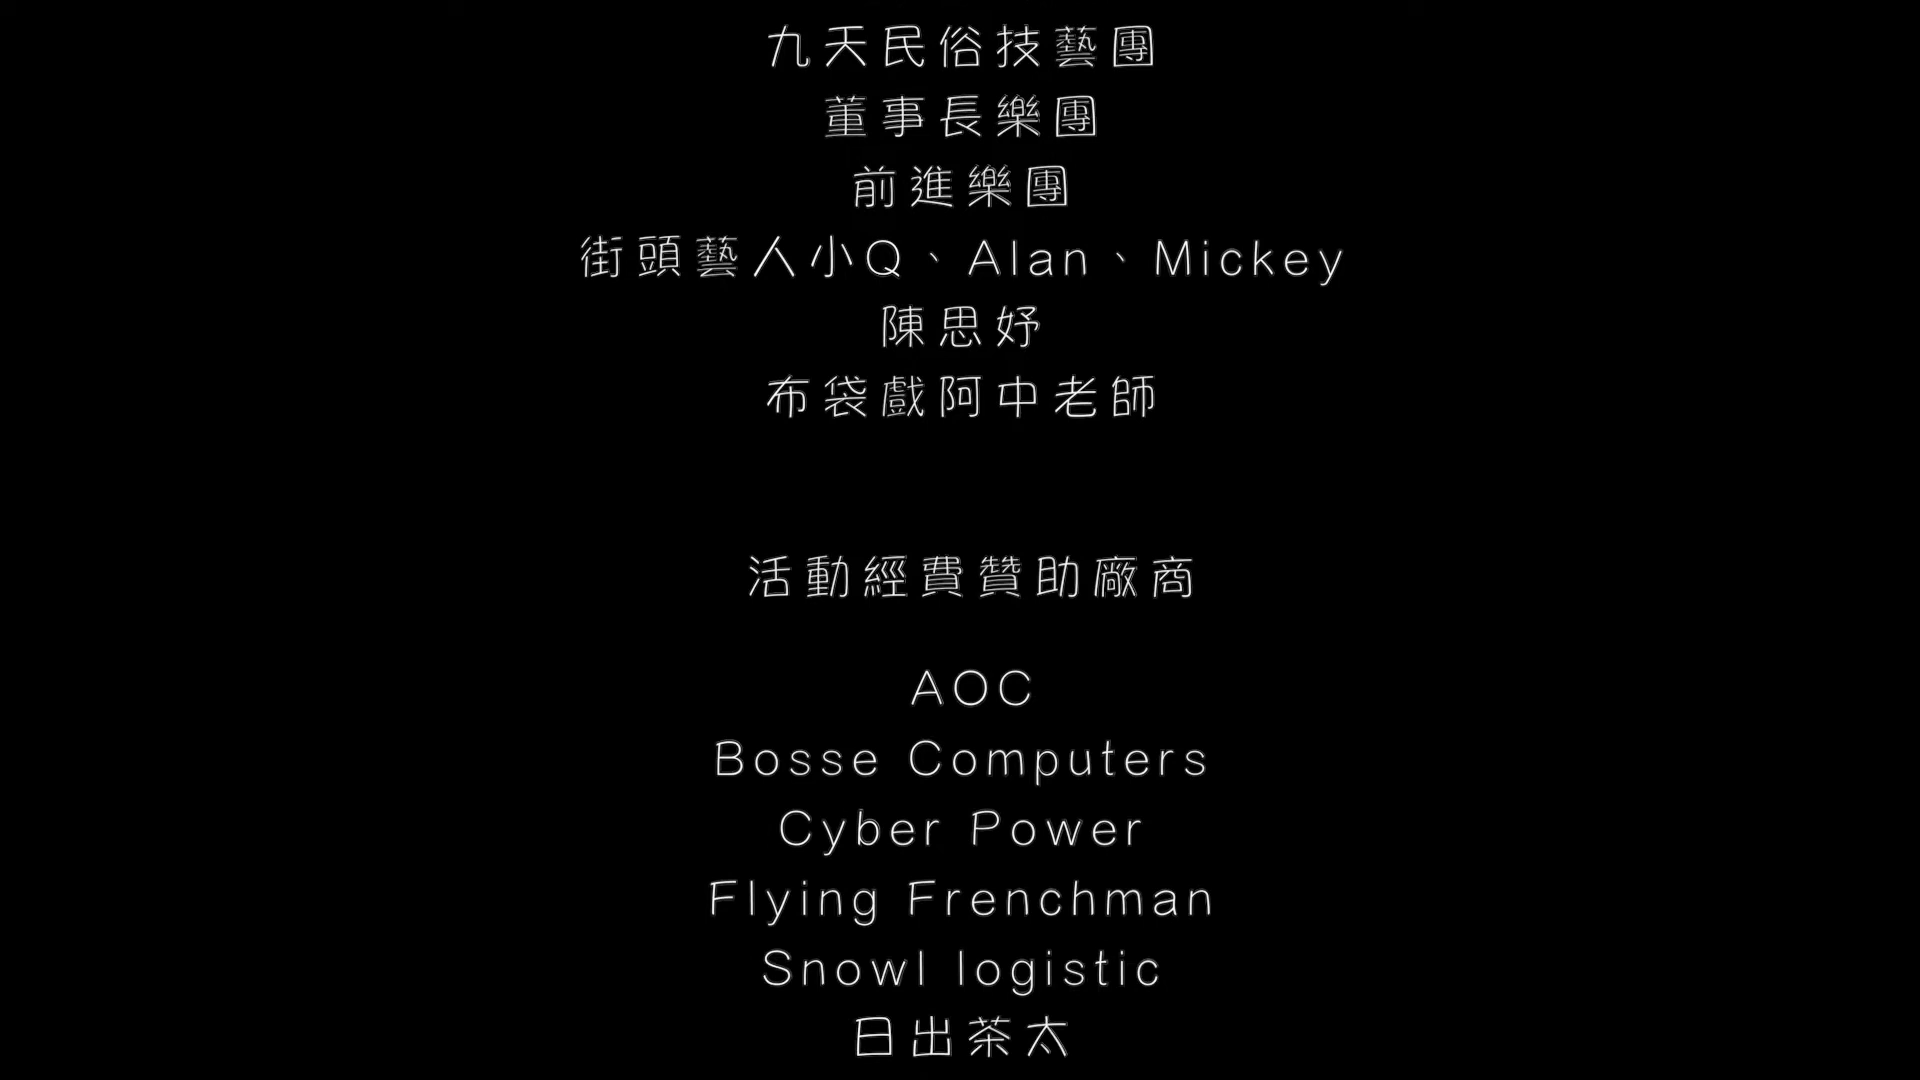 九天民俗技藝團
董事長樂團
前進樂團
街頭藝人小Q、Alan、Mickey
陳思妤
布袋戲阿中老師
活動經費贊助廠商
AOC
Bosse Computers
Cyber Power
Flying Frenchman
Snowl logistic
日出茶太